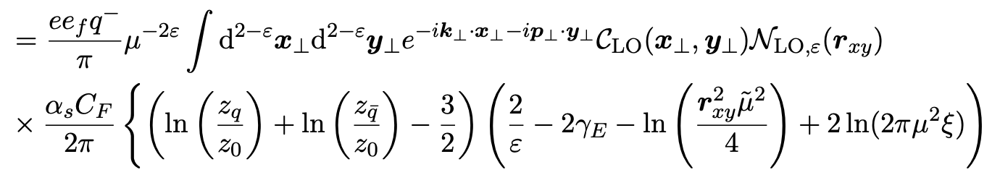 = \frac{e e_f q^-}{\pi} \mu^{-2\varepsilon} \int \mathrm{d}^{2-\varepsilon}\boldsymbol{x}_\perp \mathrm{d}^{2-\varepsilon}\boldsymbol{y}_\perp e^{-i\boldsymbol{k}_\perp \cdot \boldsymbol{x}_\perp - i\boldsymbol{p}_\perp \cdot \boldsymbol{y}_\perp} \mathcal{C}_{\mathrm{LO}}(\boldsymbol{x}_\perp, \boldsymbol{y}_\perp) \mathcal{N}_{\mathrm{LO},\varepsilon}(\boldsymbol{r}_{xy})
\times \frac{\alpha_s C_F}{2\pi} \left\{ \left( \ln\left(\frac{z_q}{z_0}\right) + \ln\left(\frac{z_{\bar{q}}}{z_0}\right) - \frac{3}{2} \right) \left( \frac{2}{\varepsilon} - 2\gamma_E - \ln\left(\frac{\boldsymbol{r}_{xy}^2 \tilde{\mu}^2}{4}\right) + 2\ln(2\pi\mu^2\xi) \right)